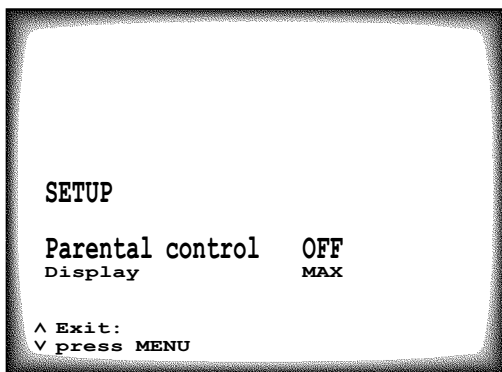 SETUP
Parental control OFF
Display MAX
∧ Exit:
∨ press MENU